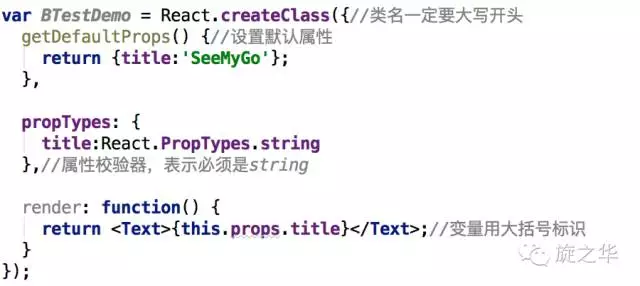 var BTestDemo = React.createClass({//类名一定要大写开头
  getDefaultProps() {//设置默认属性
    return {title:'SeeMyGo'};
  },

  propTypes: {
    title:React.PropTypes.string
  },//属性校验器，表示必须是string

  render: function() {
    return <Text>{this.props.title}</Text>;//变量用大括号标识
  }
});
旋之华